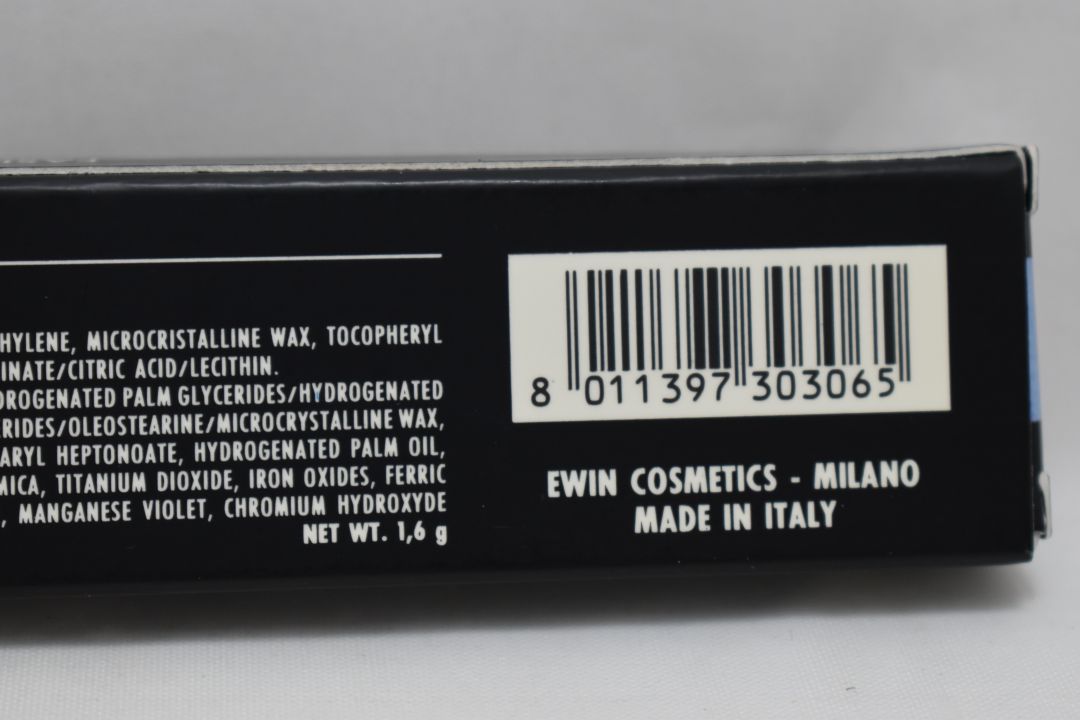 HYLENE, MICROCRISTALLINE WAX, TOCOPHERYL
INATE/CITRIC ACID/LECITHIN.
DROGENATED PALM GLYCERIDES/HYDROGENATED
RIDES/OLEOSTEARINE/MICROCRYSTALLINE WAX,
ARYL HEPTONOATE, HYDROGENATED PALM OIL,
MICA, TITANIUM DIOXIDE, IRON OXIDES, FERRIC
, MANGANESE VIOLET, CHROMIUM HYDROXYDE
NET WT. 1,6 g
8 011397 303065
EWIN COSMETICS - MILANO
MADE IN ITALY